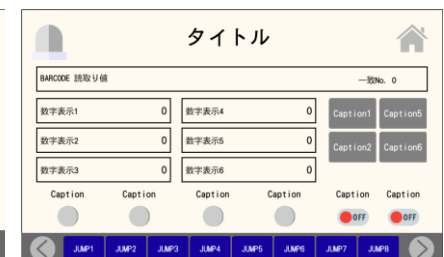 タイトル
BARCODE 読取り値 一致No. 0
数字表示1 0 数字表示4 0 Caption1 Caption5
数字表示2 0 数字表示5 0 Caption2 Caption6
数字表示3 0 数字表示6 0
Caption Caption Caption Caption Caption Caption
OFF OFF
JUMP1 JUMP2 JUMP3 JUMP4 JUMP5 JUMP6 JUMP7 JUMP8